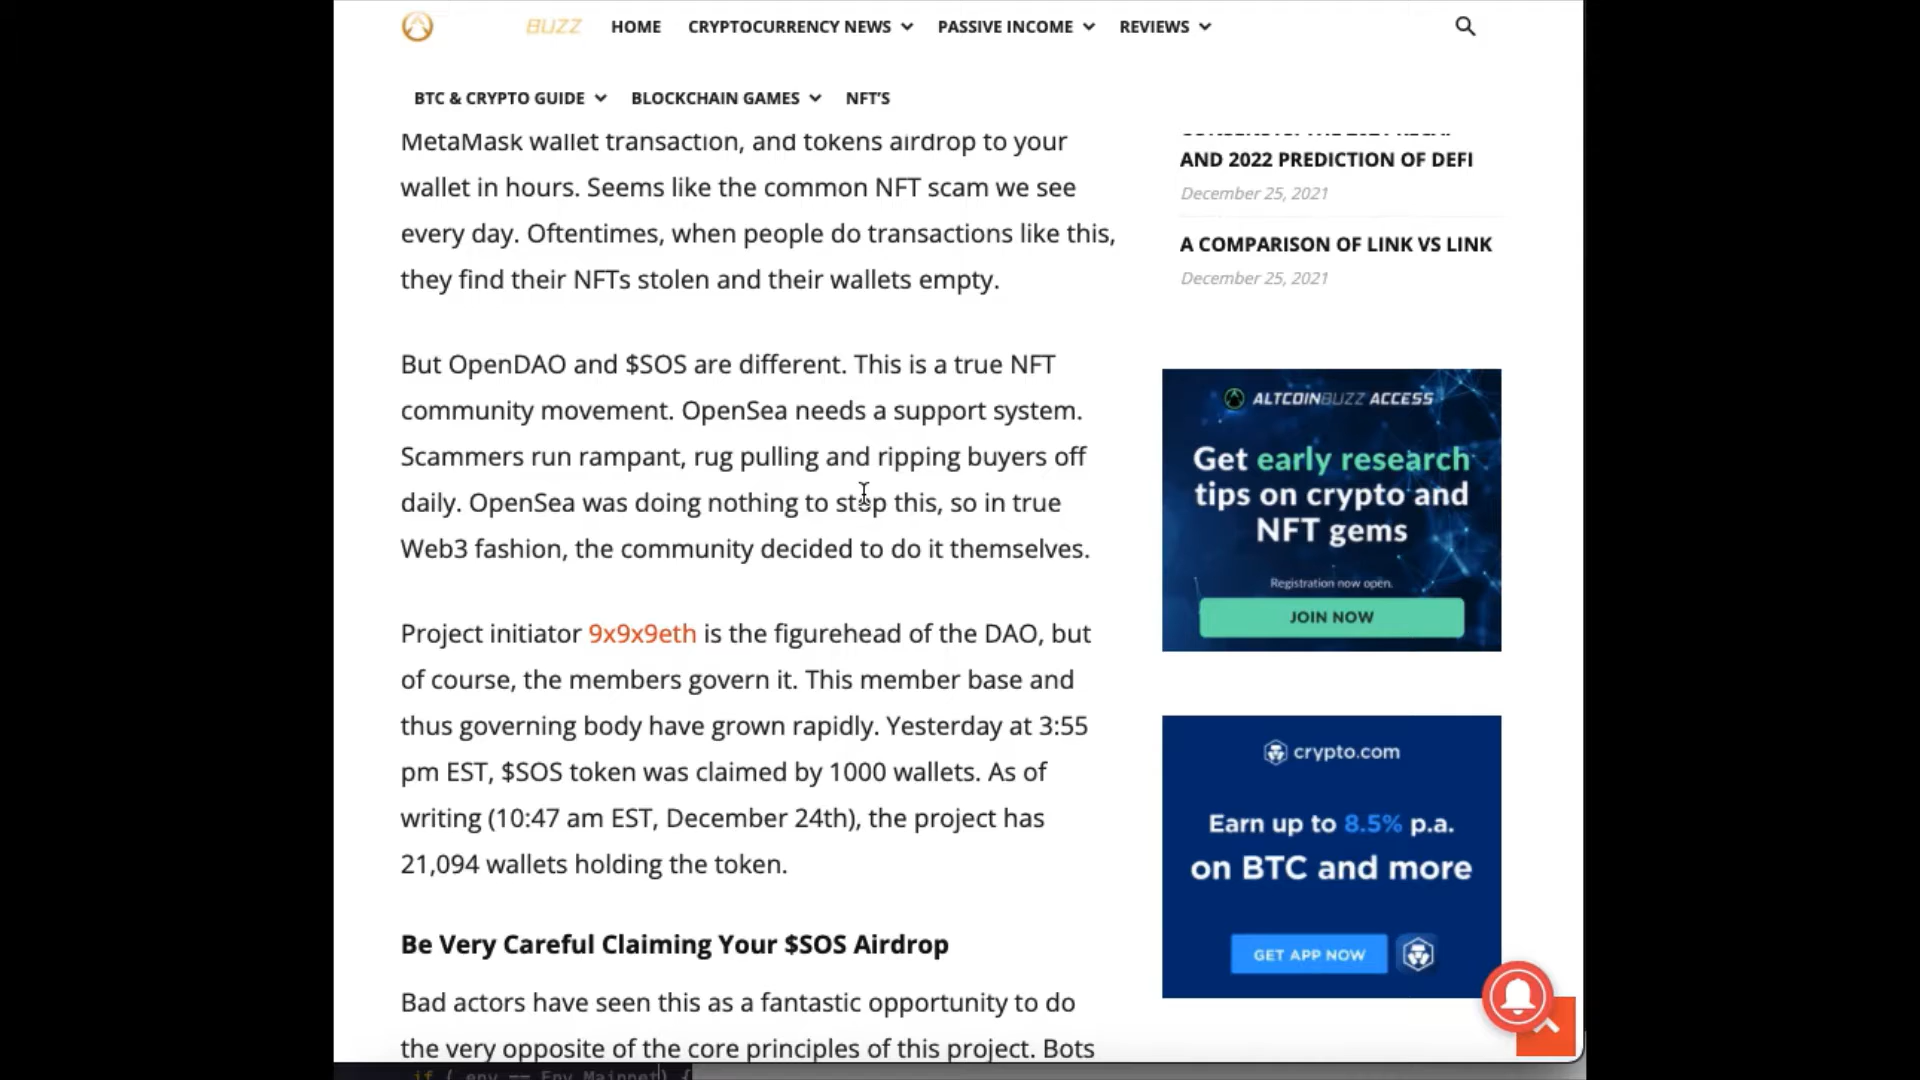 BUZZ HOME CRYPTOCURRENCY NEWS PASSIVE INCOME REVIEWS
BTC & CRYPTO GUIDE BLOCKCHAIN GAMES NFT'S
MetaMask wallet transaction, and tokens airdrop to your
wallet in hours. Seems like the common NFT scam we see
every day. Oftentimes, when people do transactions like this,
they find their NFTs stolen and their wallets empty.
But OpenDAO and $SOS are different. This is a true NFT
community movement. OpenSea needs a support system.
Scammers run rampant, rug pulling and ripping buyers off
daily. OpenSea was doing nothing to stop this, so in true
Web3 fashion, the community decided to do it themselves.
Project initiator 9x9x9eth is the figurehead of the DAO, but
of course, the members govern it. This member base and
thus governing body have grown rapidly. Yesterday at 3:55
pm EST, $SOS token was claimed by 1000 wallets. As of
writing (10:47 am EST, December 24th), the project has
21,094 wallets holding the token.
Be Very Careful Claiming Your $SOS Airdrop
Bad actors have seen this as a fantastic opportunity to do
the very opposite of the core principles of this project. Bots
AND 2022 PREDICTION OF DEFI
December 25, 2021
A COMPARISON OF LINK VS LINK
December 25, 2021
ALTCOINBUZZ ACCESS
Get early research
tips on crypto and
NFT gems
Registration now open.
JOIN NOW
crypto.com
Earn up to 8.5% p.a.
on BTC and more
GET APP NOW
if ( env == Env.Mainnet) {